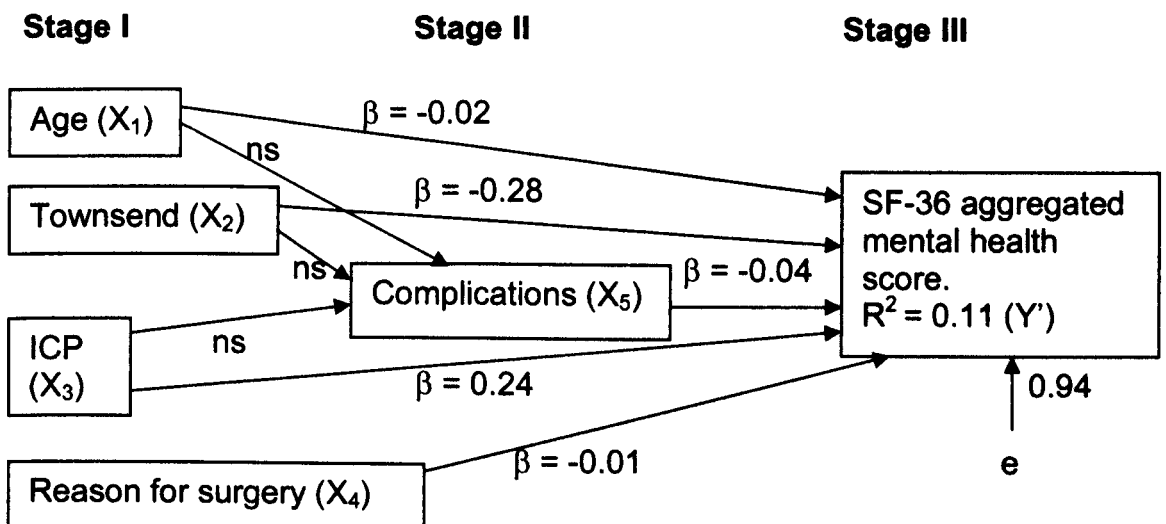 Stage I
Stage II
Stage III
Age (X₁)
β = -0.02
ns
Townsend (X₂)
β = -0.28
ns
SF-36 aggregated
mental health
score.
R² = 0.11 (Y’)
Complications (X₅)
β = -0.04
ns
ICP
(X₃)
β = 0.24
0.94
e
β = -0.01
Reason for surgery (X₄)